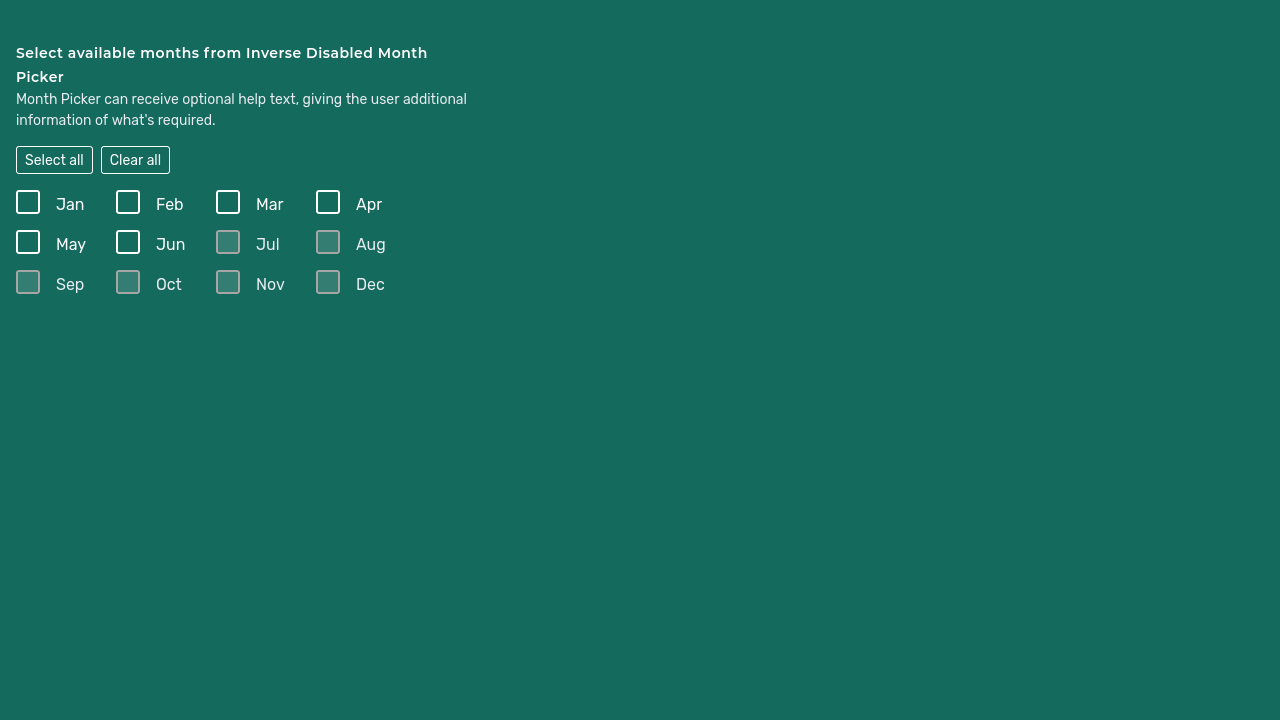 Select available months from Inverse Disabled Month
Picker
Month Picker can receive optional help text, giving the user additional
information of what's required.
Select all Clear all
Jan Feb Mar Apr
May Jun Jul Aug
Sep Oct Nov Dec